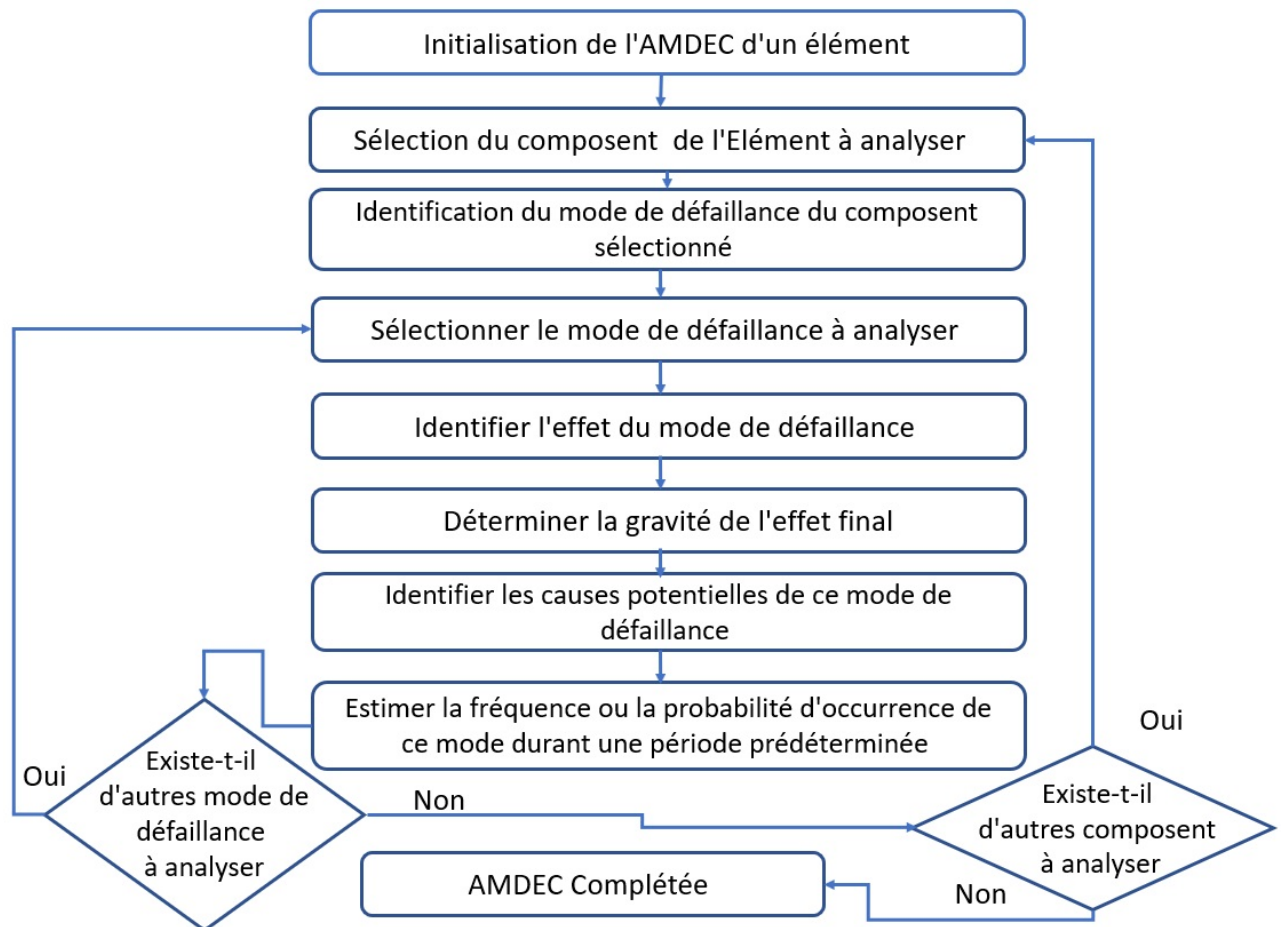 Initialisation de l'AMDEC d'un élément
Sélection du composent de l'Elément à analyser
Identification du mode de défaillance du composent
sélectionné
Sélectionner le mode de défaillance à analyser
Identifier l'effet du mode de défaillance
Déterminer la gravité de l'effet final
Identifier les causes potentielles de ce mode de
défaillance
Estimer la fréquence ou la probabilité d'occurrence de
ce mode durant une période prédéterminée
Existe-t-il
d'autres mode de
défaillance
à analyser
Oui
Non
Existe-t-il
d'autres composent
à analyser
Oui
Non
AMDEC Complétée